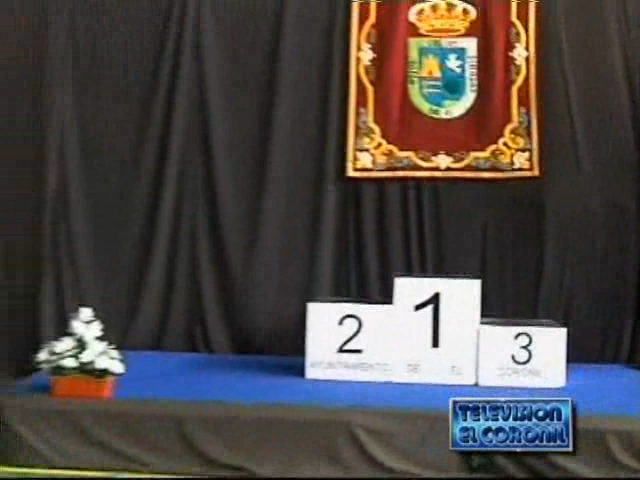 2 1 3
AYUNTAMIENTO DE EL CORONIL
TELEVISION
EL CORONIL